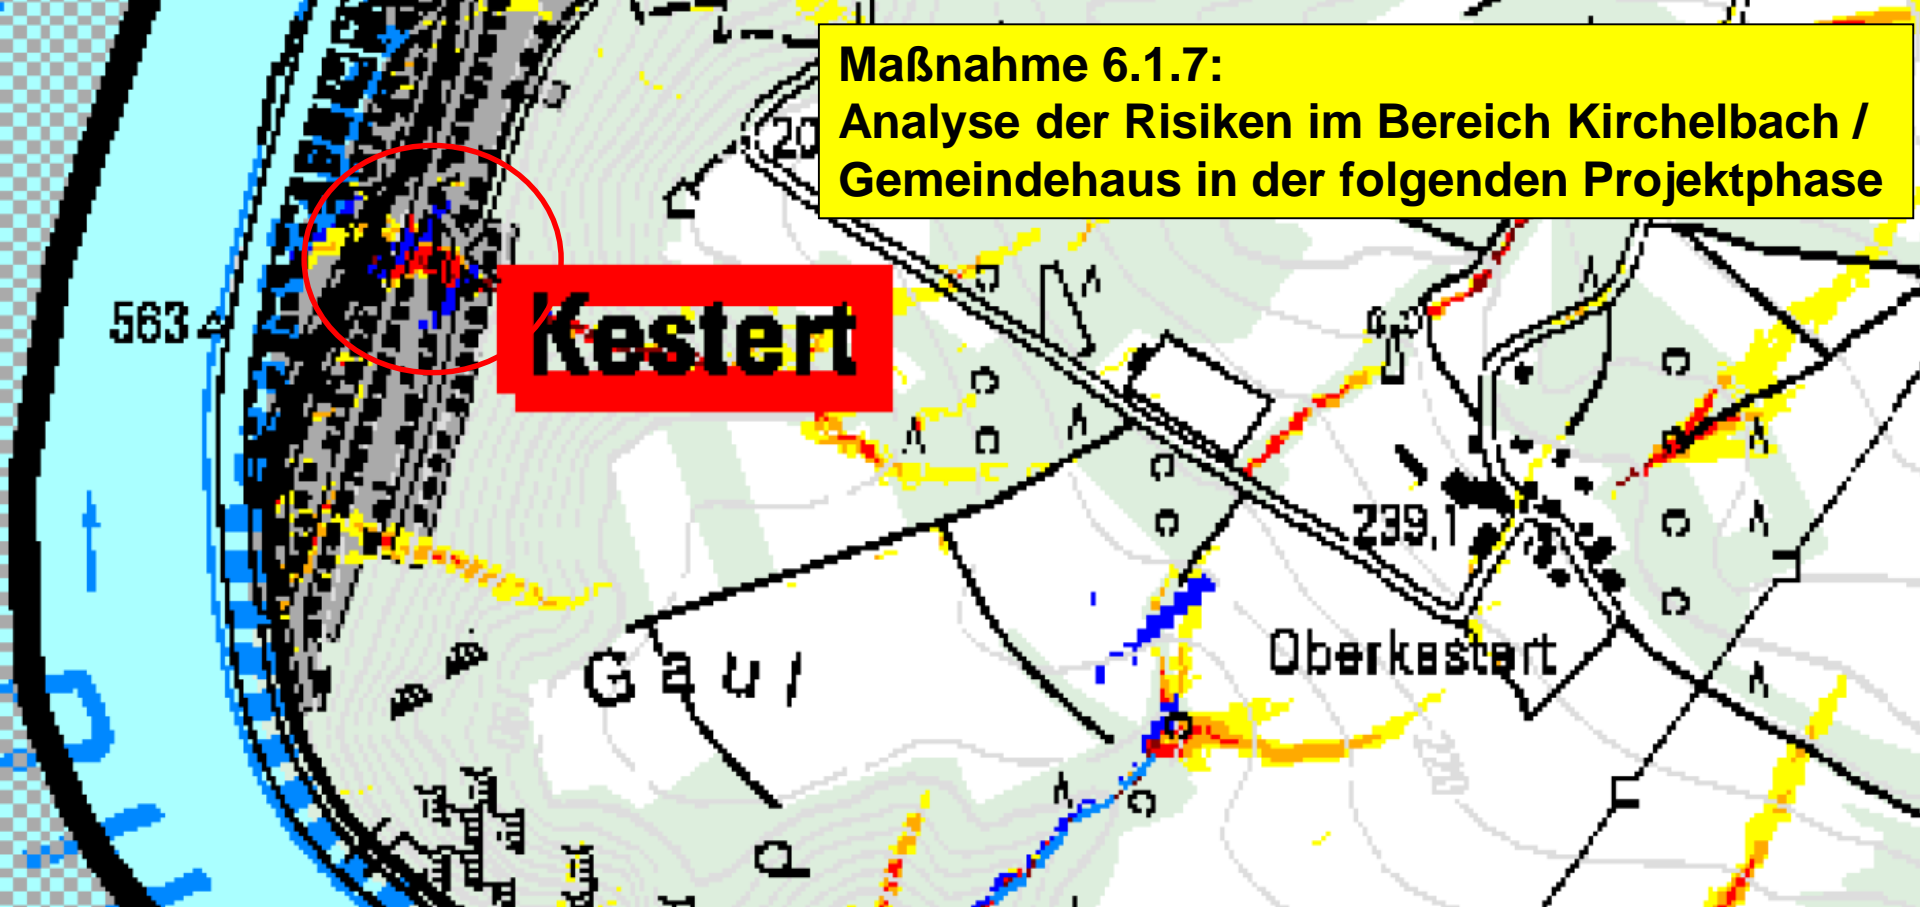 Maßnahme 6.1.7:
Analyse der Risiken im Bereich Kirchelbach /
Gemeindehaus in der folgenden Projektphase
20
563
Kestert
239,1
Oberkestert
Gaul